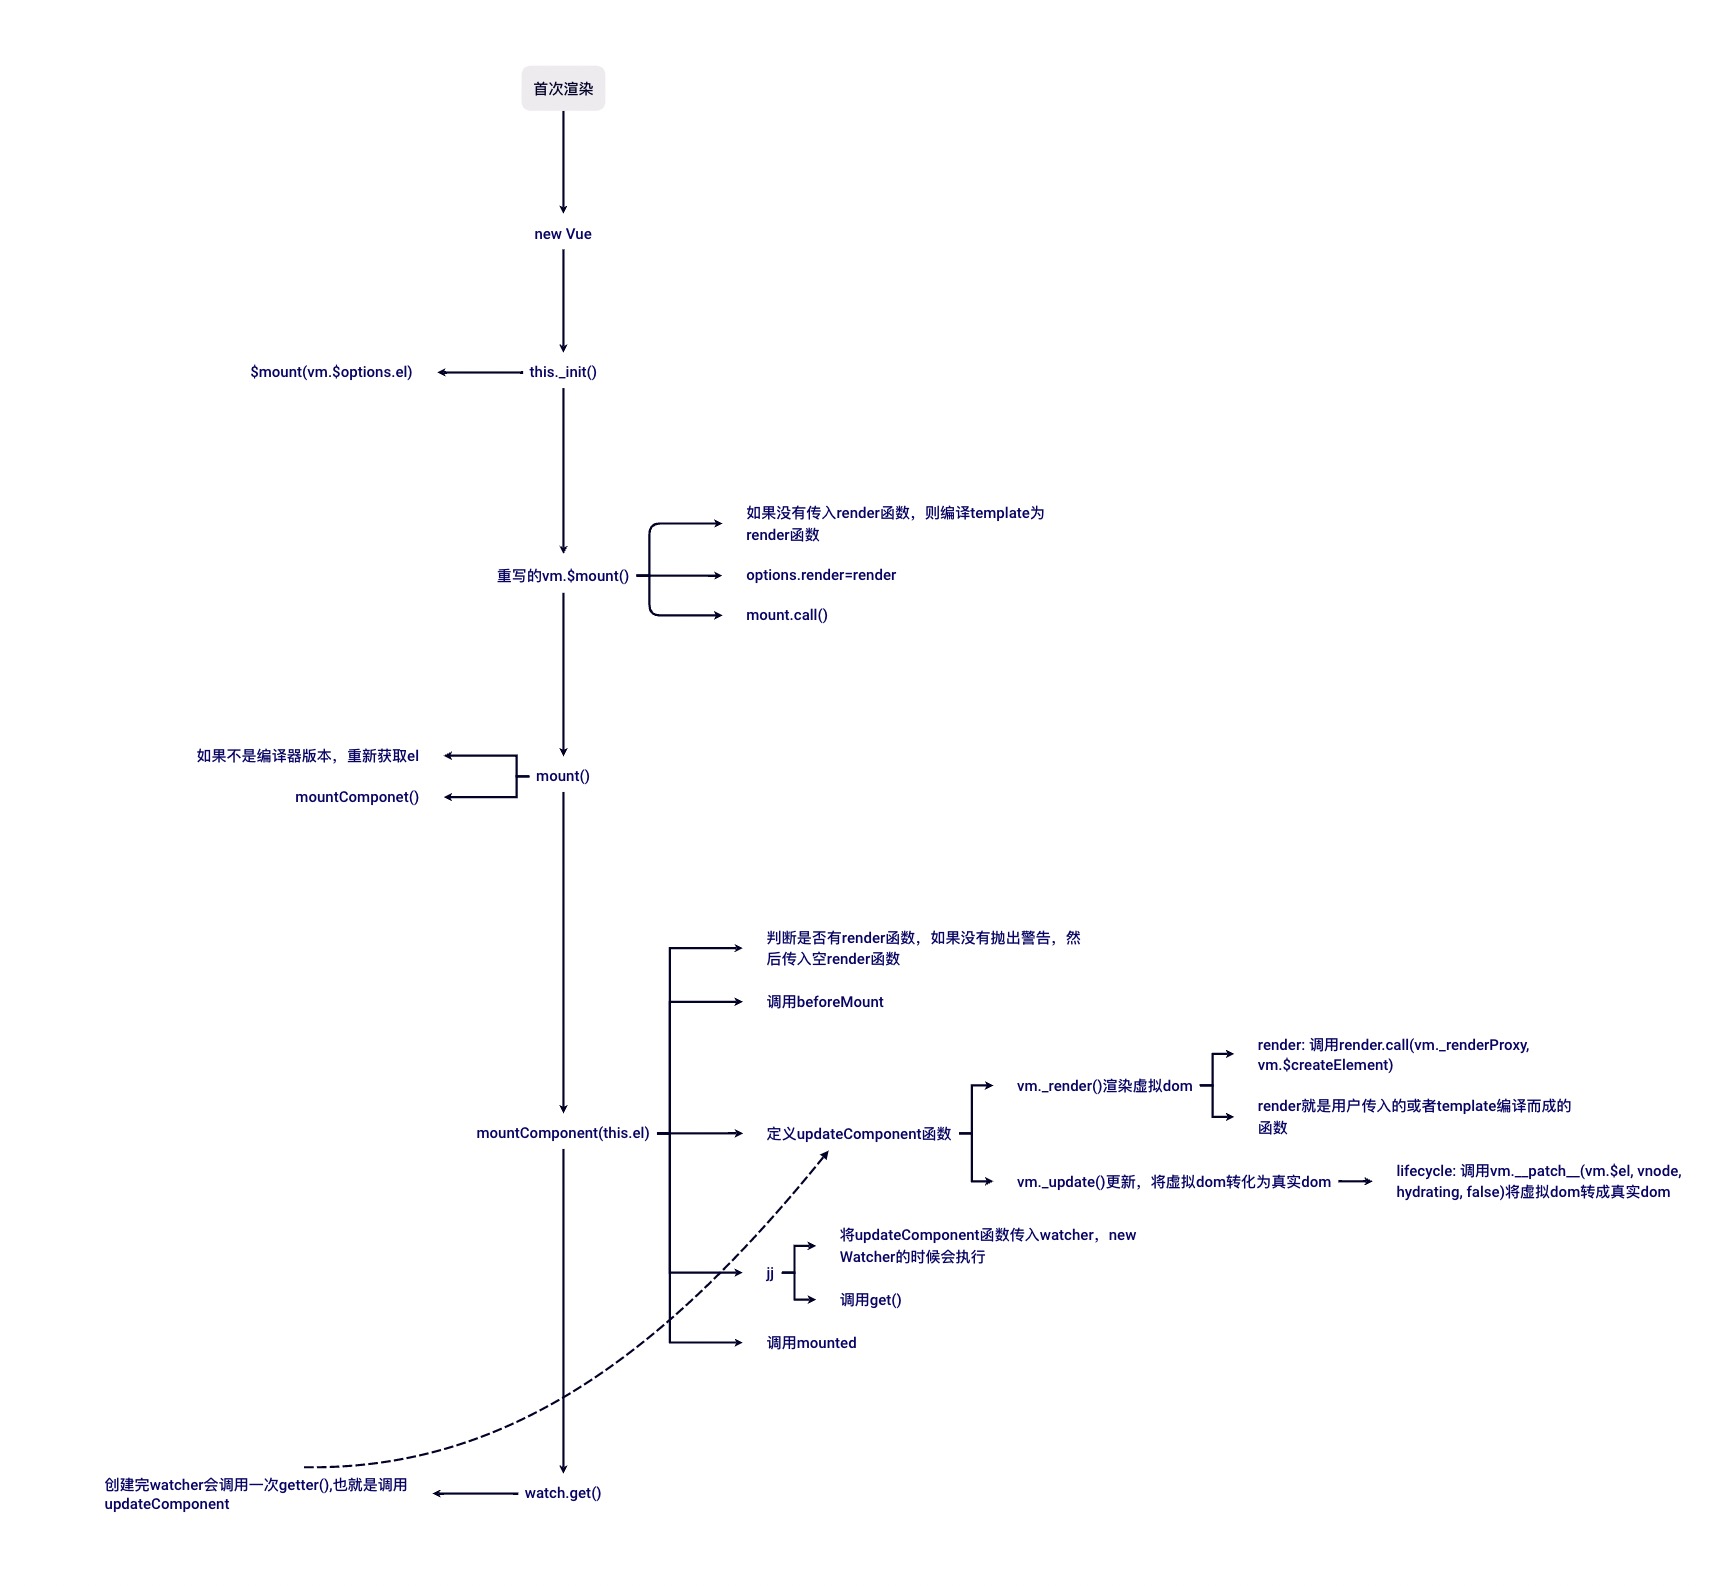 首次渲染
new Vue
$mount(vm.$options.el)
this._init()
如果没有传入render函数，则编译template为
render函数
重写的vm.$mount()
options.render=render
mount.call()
如果不是编译器版本，重新获取el
mount()
mountComponet()
判断是否有render函数，如果没有抛出警告，然
后传入空render函数
调用beforeMount
mountComponent(this.el)
定义updateComponent函数
vm._render()渲染虚拟dom
render: 调用render.call(vm._renderProxy,
vm.$createElement)
render就是用户传入的或者template编译而成的
函数
vm._update()更新，将虚拟dom转化为真实dom
lifecycle: 调用vm.__patch__(vm.$el, vnode,
hydrating, false)将虚拟dom转成真实dom
jj
将updateComponent函数传入watcher，new
Watcher的时候会执行
调用get()
调用mounted
创建完watcher会调用一次getter(),也就是调用
updateComponent
watch.get()